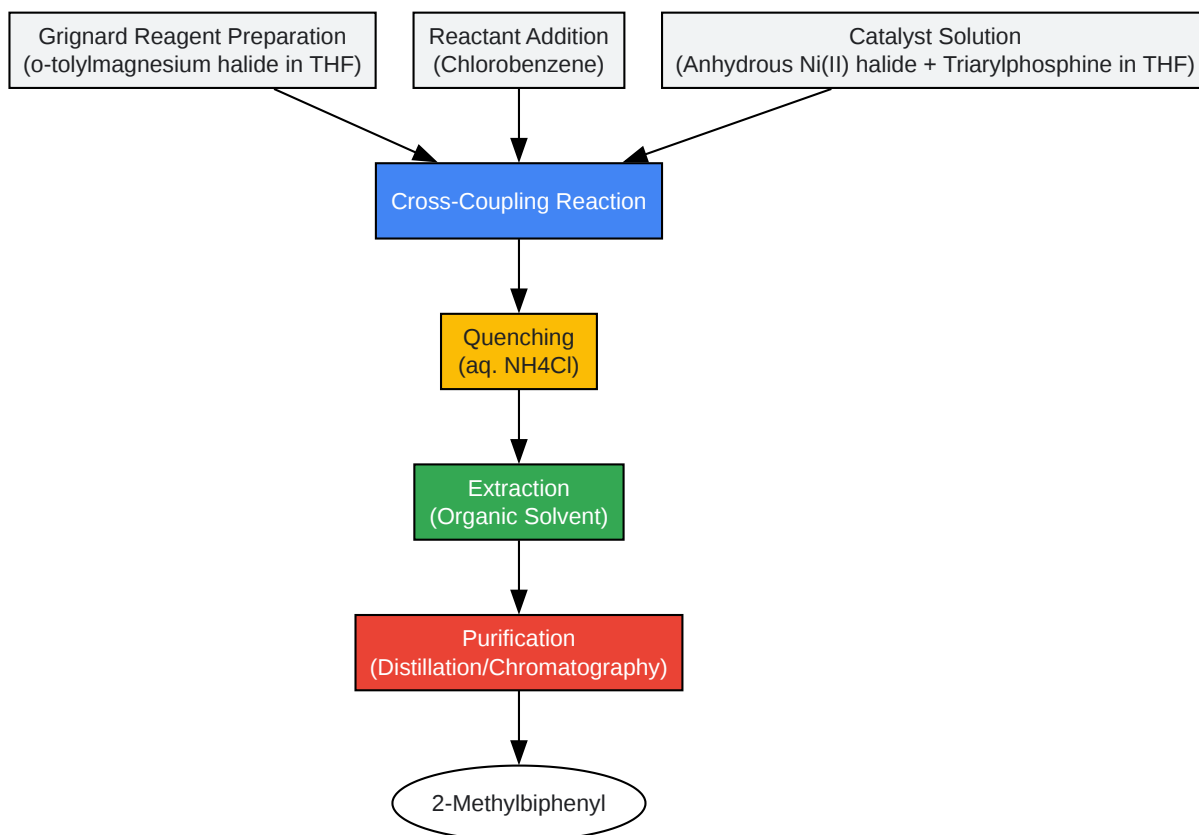 Grignard Reagent Preparation
(o-tolylmagnesium halide in THF)
Reactant Addition
(Chlorobenzene)
Catalyst Solution
(Anhydrous Ni(II) halide + Triarylphosphine in THF)
Cross-Coupling Reaction
Quenching
(aq. NH4Cl)
Extraction
(Organic Solvent)
Purification
(Distillation/Chromatography)
2-Methylbiphenyl